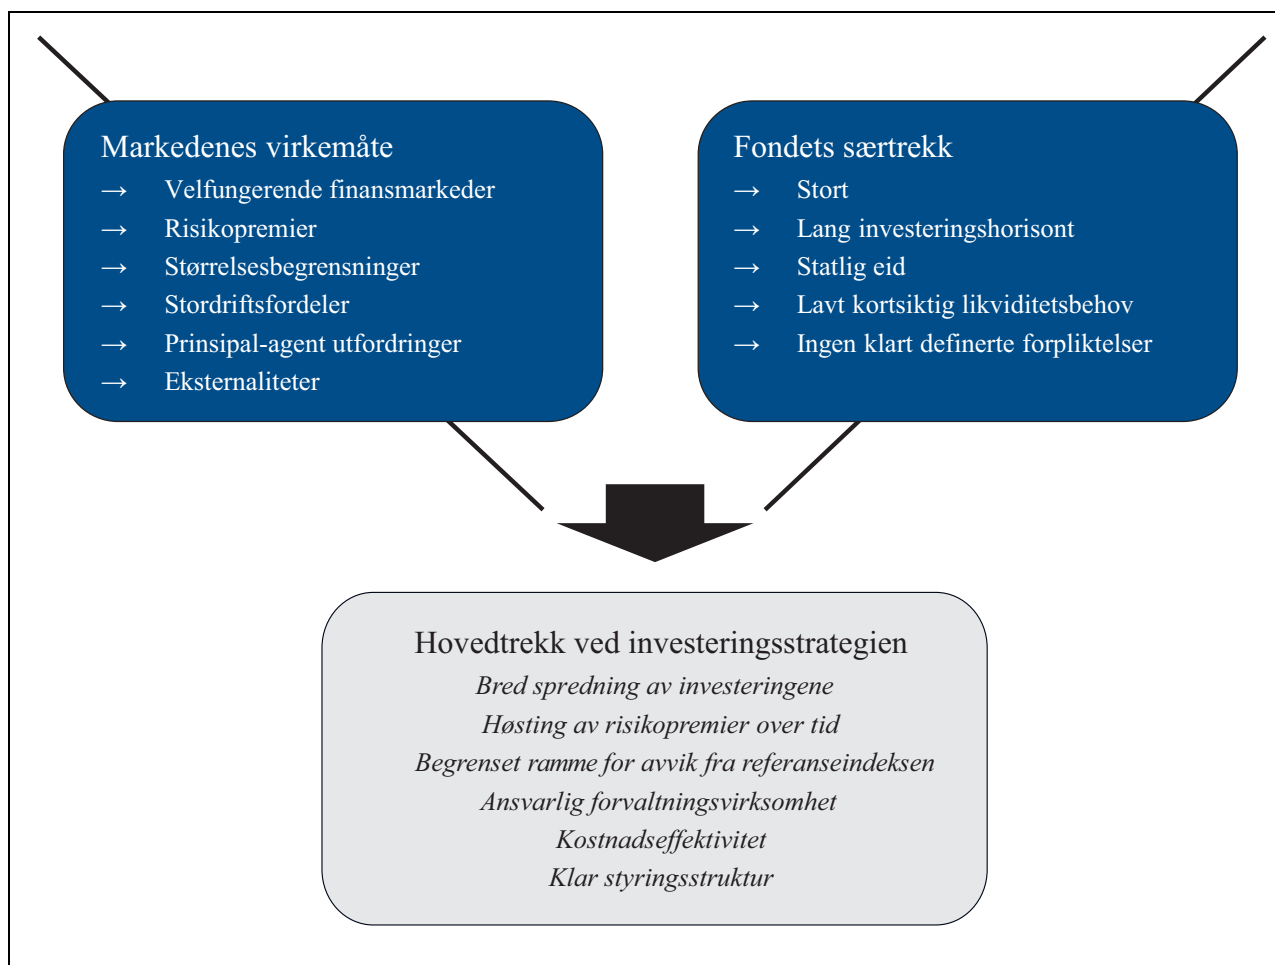 Markedenes virkemåte
→ Velfungerende finansmarkeder
→ Risikopremier
→ Størrelsesbegrensninger
→ Stordriftsfordeler
→ Prinsipal-agent utfordringer
→ Eksternaliteter
Fondets særtrekk
→ Stort
→ Lang investeringshorisont
→ Statlig eid
→ Lavt kortsiktig likviditetsbehov
→ Ingen klart definerte forpliktelser
Hovedtrekk ved investeringsstrategien
Bred spredning av investeringene
Høsting av risikopremier over tid
Begrenset ramme for avvik fra referanseindeksen
Ansvarlig forvaltningsvirksomhet
Kostnadseffektivitet
Klar styringsstruktur